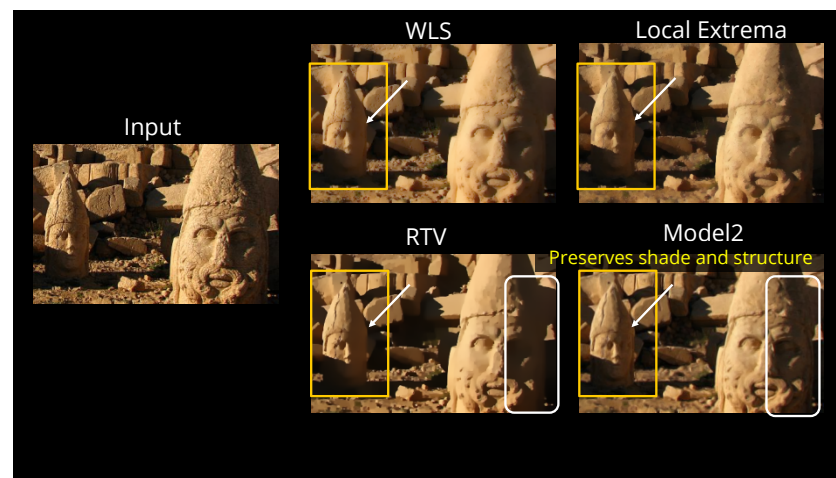 WLS
Local Extrema
Input
RTV
Model2
Preserves shade and structure